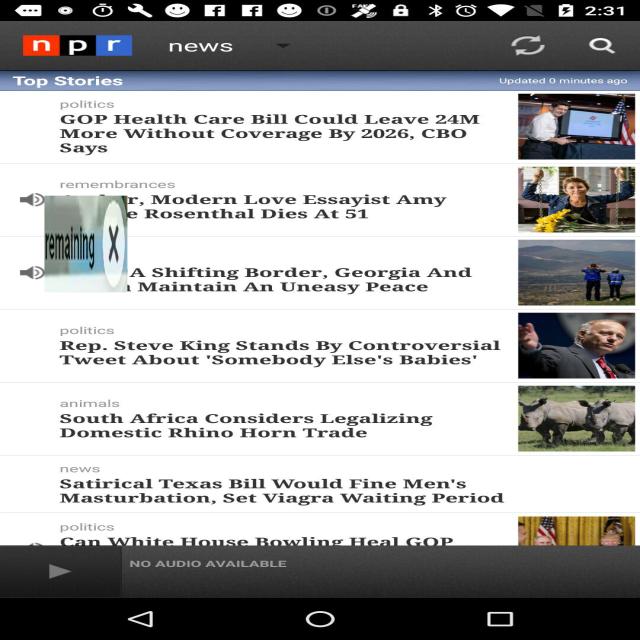 2:31
npr
news
Top Stories
Updated 0 minutes ago
politics
GOP Health Care Bill Could Leave 24M
More Without Coverage By 2026, CBO
Says
remembrances
r, Modern Love Essayist Amy
e Rosenthal Dies At 51
remaining X
A Shifting Border, Georgia And
Maintain An Uneasy Peace
politics
Rep. Steve King Stands By Controversial
Tweet About 'Somebody Else's Babies'
animals
South Africa Considers Legalizing
Domestic Rhino Horn Trade
news
Satirical Texas Bill Would Fine Men's
Masturbation, Set Viagra Waiting Period
politics
Can White House Bowling Heal GOP
NO AUDIO AVAILABLE